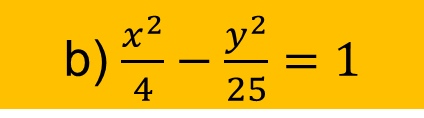 b) x²/4 − y²/25 = 1